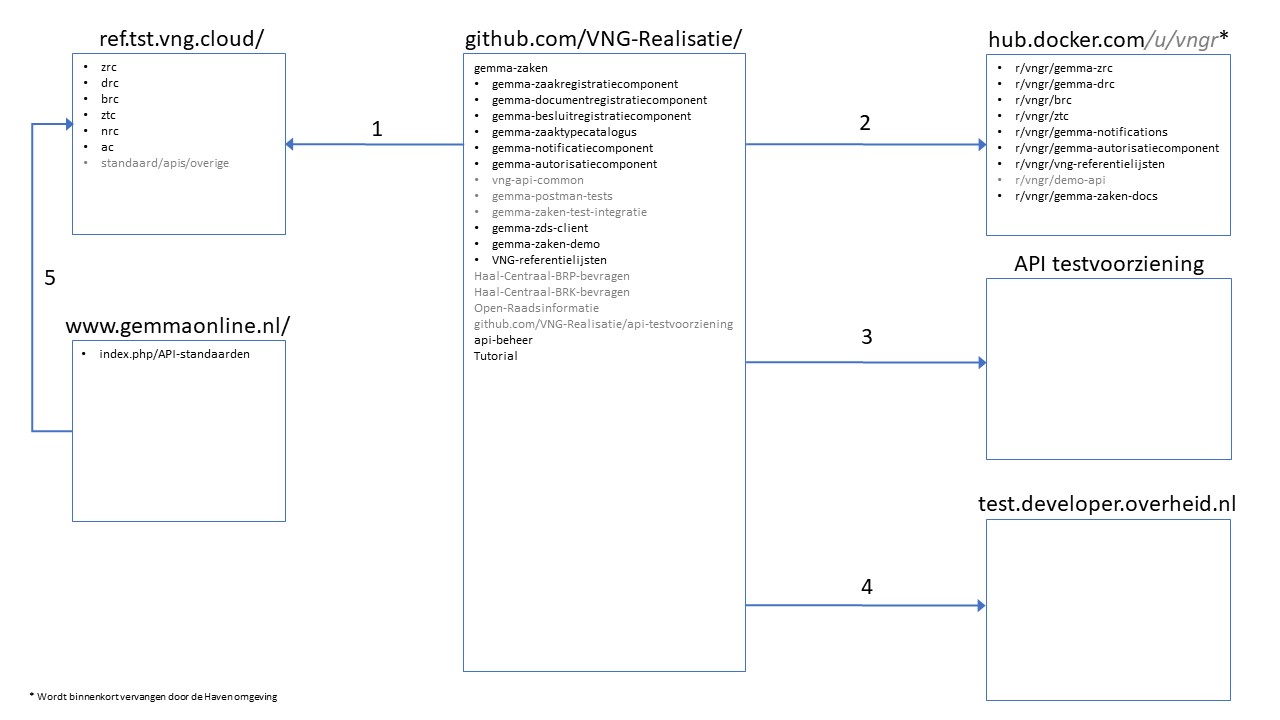 ref.tst.vng.cloud/
• zrc
• drc
• brc
• ztc
• nrc
• ac
• standaard/apis/overige
github.com/VNG-Realisatie/
gemma-zaken
• gemma-zaakregistratiecomponent
• gemma-documentregistratiecomponent
• gemma-besluitregistratiecomponent
• gemma-zaaktypecatalogus
• gemma-notificatiecomponent
• gemma-autorisatiecomponent
• vng-api-common
• gemma-postman-tests
• gemma-zaken-test-integratie
• gemma-zds-client
• gemma-zaken-demo
• VNG-referentielijsten
Haal-Centraal-BRP-bevragen
Haal-Centraal-BRK-bevragen
Open-Raadsinformatie
github.com/VNG-Realisatie/api-testvoorziening
api-beheer
Tutorial
hub.docker.com/u/vngr*
• r/vngr/gemma-zrc
• r/vngr/gemma-drc
• r/vngr/brc
• r/vngr/ztc
• r/vngr/gemma-notifications
• r/vngr/gemma-autorisatiecomponent
• r/vngr/vng-referentielijsten
• r/vngr/demo-api
• r/vngr/gemma-zaken-docs
1
2
API testvoorziening
3
5
www.gemmaonline.nl/
• index.php/API-standaarden
test.developer.overheid.nl
4
* Wordt binnenkort vervangen door de Haven omgeving